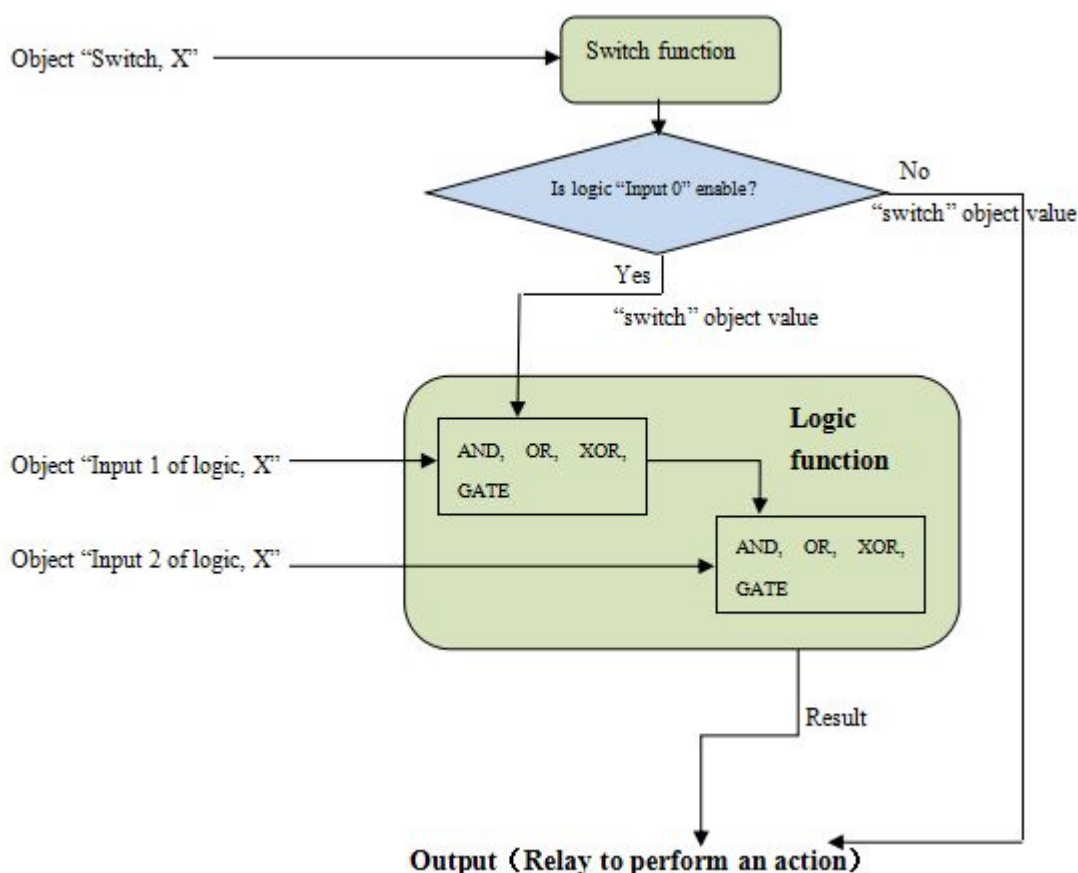 Object “Switch, X”
Switch function
Is logic “Input 0” enable?
No
“switch” object value
Yes
“switch” object value
Logic
function
AND, OR, XOR,
GATE
Object “Input 1 of logic, X”
AND, OR, XOR,
GATE
Object “Input 2 of logic, X”
Result
Output（Relay to perform an action）